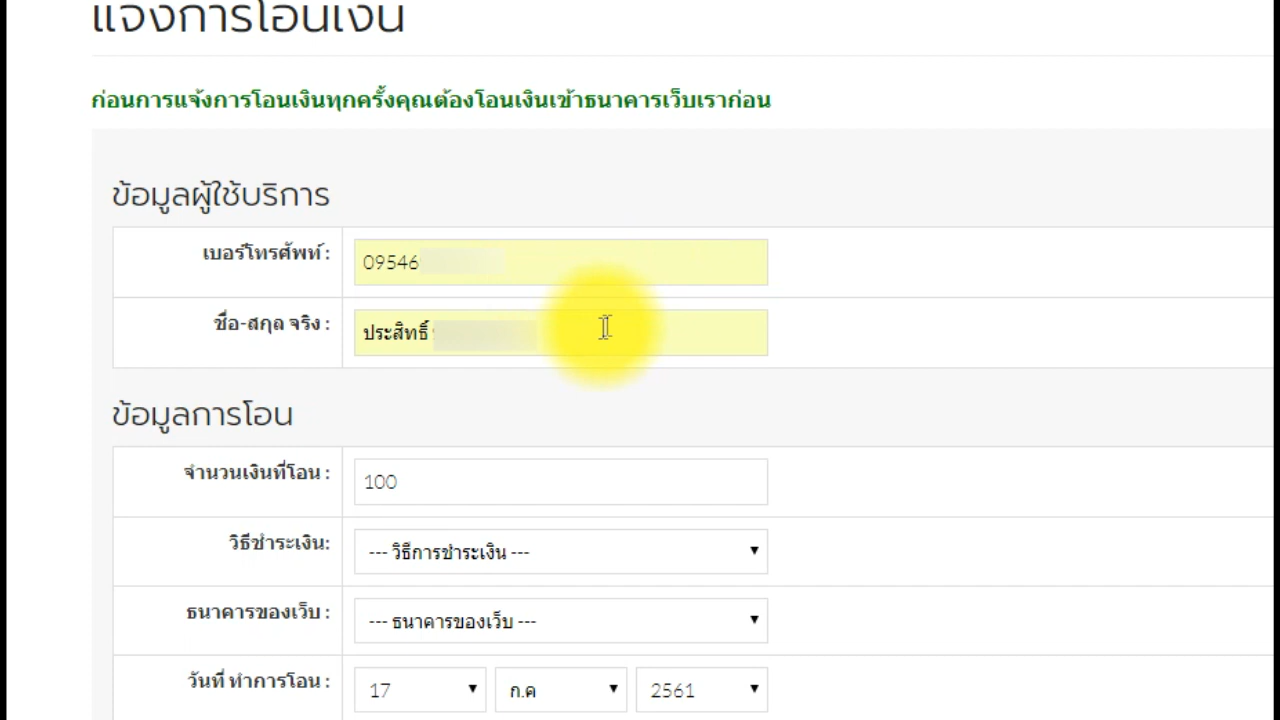 แจ้งการโอนเงิน
ก่อนการแจ้งการโอนเงินทุกครั้งคุณต้องโอนเงินเข้าธนาคารเว็บเราก่อน
ข้อมูลผู้ใช้บริการ
เบอร์โทรศัพท์ :
09546
ชื่อ-สกุล จริง :
ประสิทธิ์
ข้อมูลการโอน
จำนวนเงินที่โอน :
100
วิธีชำระเงิน:
--- วิธีการชำระเงิน ---
ธนาคารของเว็บ :
--- ธนาคารของเว็บ ---
วันที่ ทำการโอน :
17 ก.ค 2561